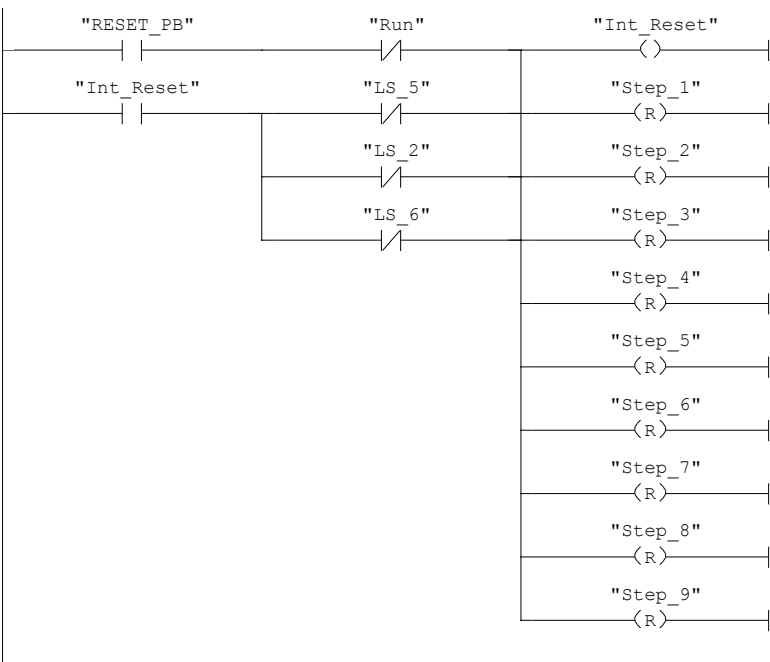 "RESET_PB" "Run" "Int_Reset"
"Int_Reset" "LS_5" "Step_1"
R
"LS_2" "Step_2"
R
"LS_6" "Step_3"
R
"Step_4"
R
"Step_5"
R
"Step_6"
R
"Step_7"
R
"Step_8"
R
"Step_9"
R